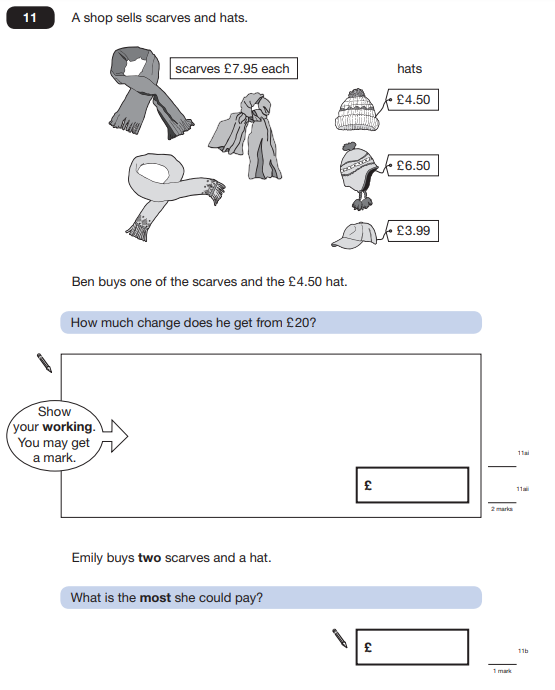 11
A shop sells scarves and hats.
scarves £7.95 each
hats
£4.50
£6.50
£3.99
Ben buys one of the scarves and the £4.50 hat.
How much change does he get from £20?
Show
your working.
You may get
a mark.
£
11ai
11aii
2 marks
Emily buys two scarves and a hat.
What is the most she could pay?
£
11b
1 mark